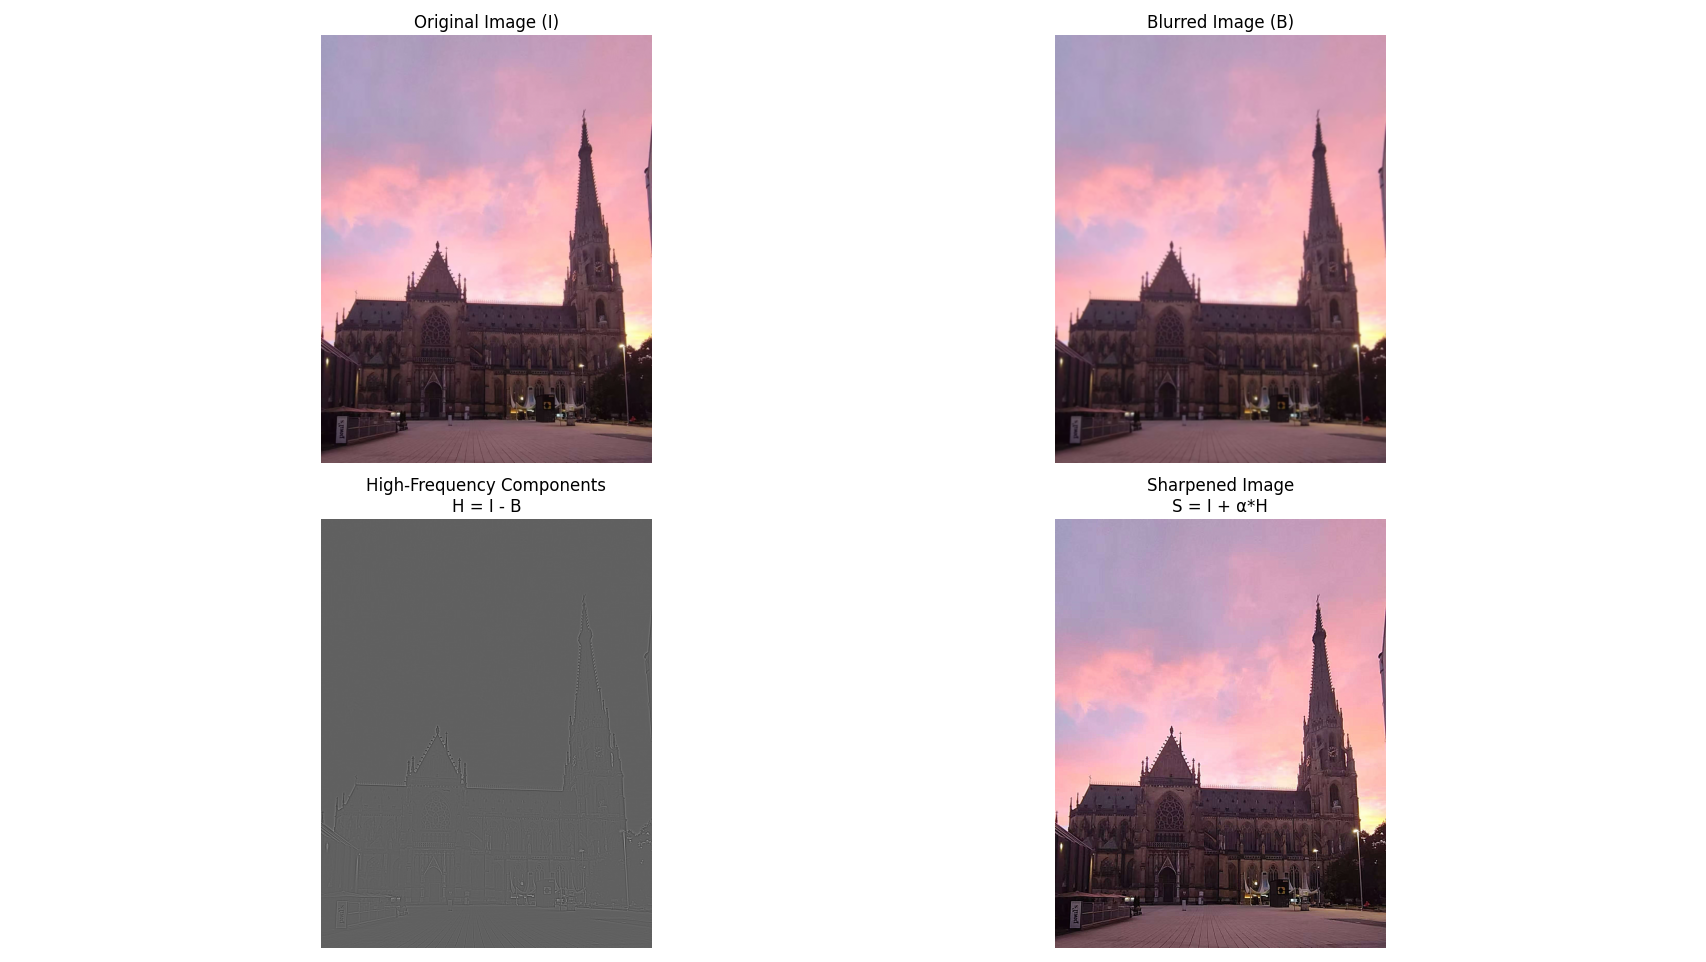 Original Image (I)
Blurred Image (B)
High-Frequency Components
H = I - B
Sharpened Image
S = I + α*H